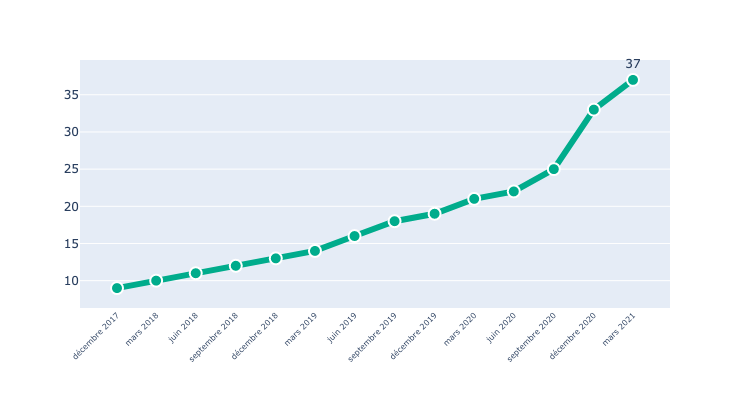 37
35
30
25
20
15
10
décembre 2017
mars 2018
juin 2018
septembre 2018
décembre 2018
mars 2019
juin 2019
septembre 2019
décembre 2019
mars 2020
juin 2020
septembre 2020
décembre 2020
mars 2021